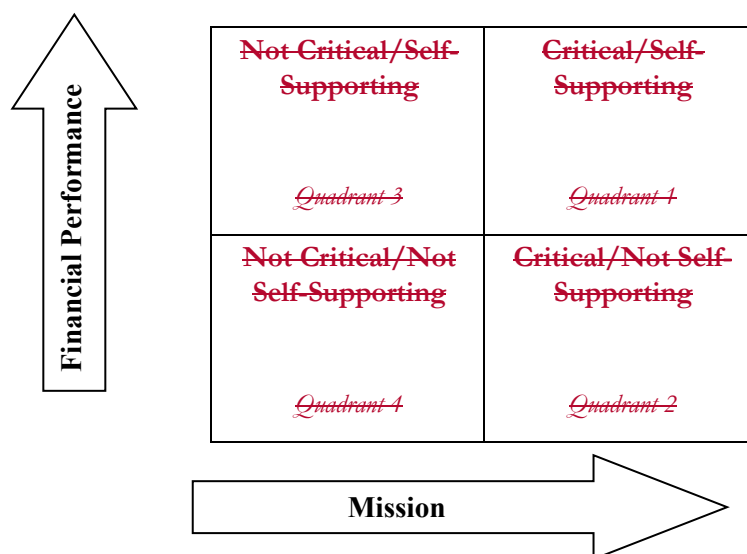 Financial Performance
Not Critical/Self-
Supporting
Quadrant 3
Critical/Self-
Supporting
Quadrant 1
Not Critical/Not
Self-Supporting
Quadrant 4
Critical/Not Self-
Supporting
Quadrant 2
Mission